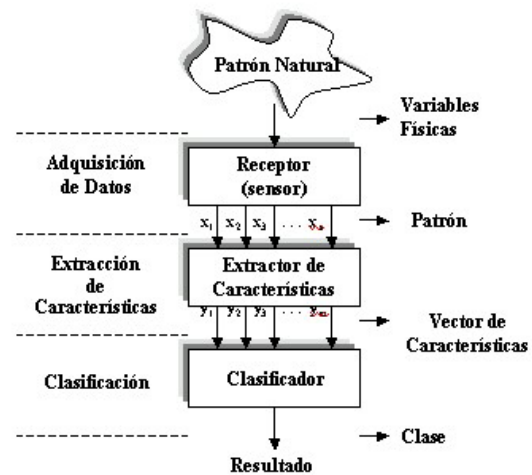 Patrón Natural
Variables
Físicas
Adquisición
de Datos
Receptor
(sensor)
x1 x2 x3 . . .
Patrón
Extracción
de
Características
Extractor de
Características
y1 y2 y3 . . .
Vector de
Características
Clasificación
Clasificador
Clase
Resultado